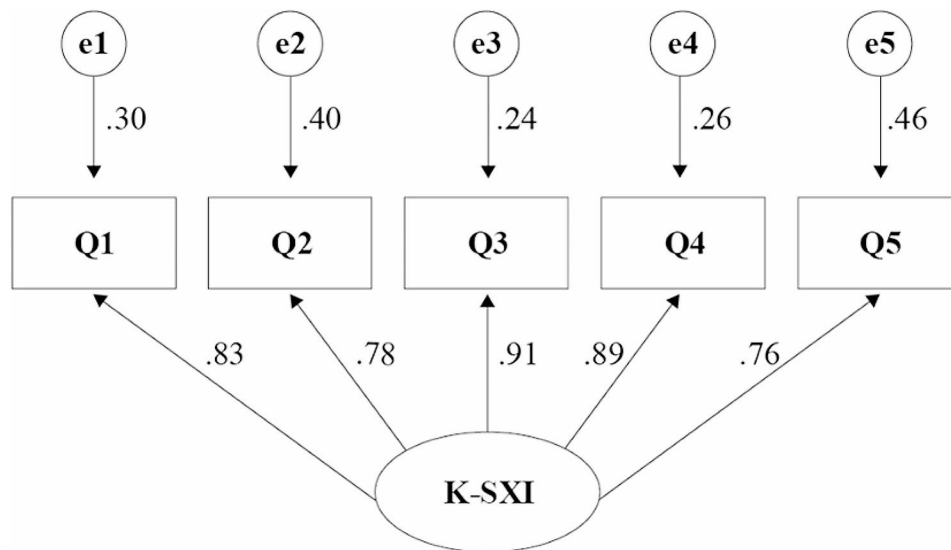 e1 e2 e3 e4 e5
.30 .40 .24 .26 .46
Q1 Q2 Q3 Q4 Q5
.83 .78 .91 .89 .76
K-SXI